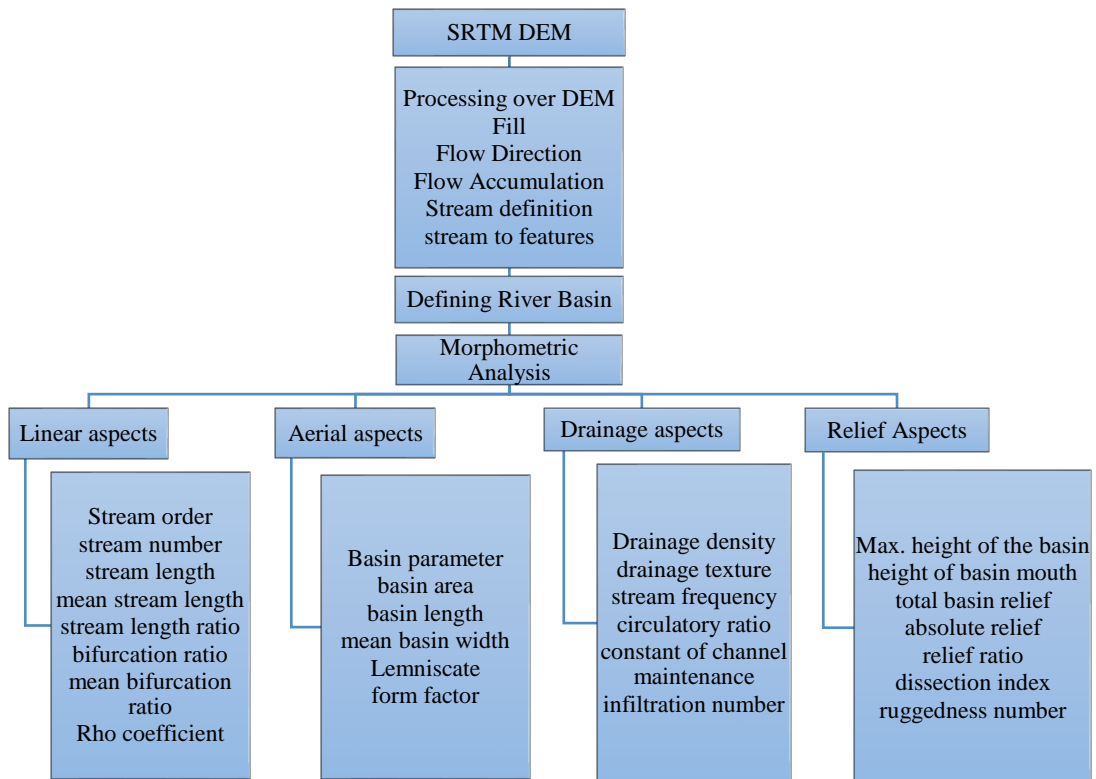 SRTM DEM
Processing over DEM
Fill
Flow Direction
Flow Accumulation
Stream definition
stream to features
Defining River Basin
Morphometric
Analysis
Linear aspects
Aerial aspects
Drainage aspects
Relief Aspects
Stream order
stream number
stream length
mean stream length
stream length ratio
bifurcation ratio
mean bifurcation
ratio
Rho coefficient
Basin parameter
basin area
basin length
mean basin width
Lemniscate
form factor
Drainage density
drainage texture
stream frequency
circulatory ratio
constant of channel
maintenance
infiltration number
Max. height of the basin
height of basin mouth
total basin relief
absolute relief
relief ratio
dissection index
ruggedness number